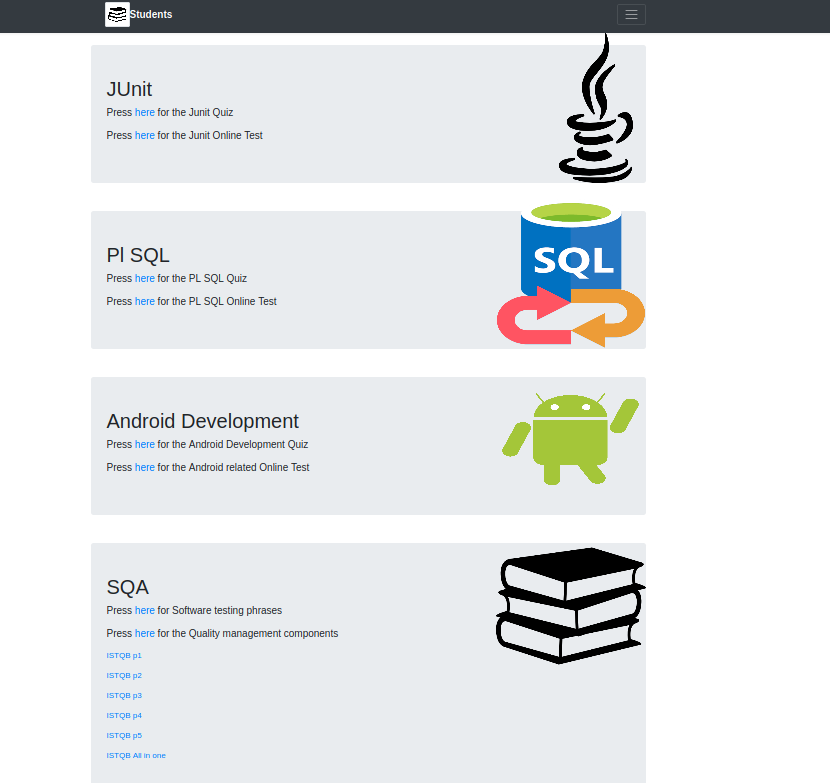 Students
JUnit
Press here for the Junit Quiz
Press here for the Junit Online Test
Pl SQL
Press here for the PL SQL Quiz
Press here for the PL SQL Online Test
SQL
Android Development
Press here for the Android Development Quiz
Press here for the Android related Online Test
SQA
Press here for Software testing phrases
Press here for the Quality management components
ISTQB p1
ISTQB p2
ISTQB p3
ISTQB p4
ISTQB p5
ISTQB All in one